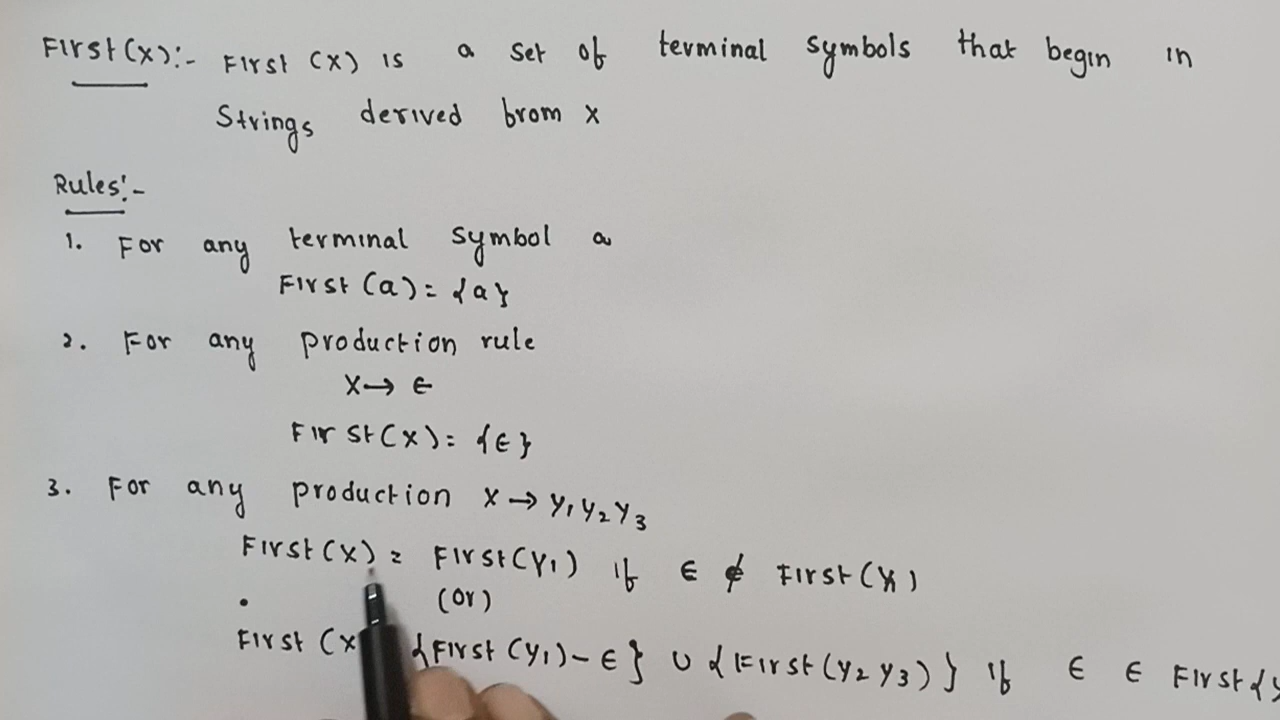 First(x):- First (x) is a set of terminal symbols that begin in
Strings derived from x
Rules:-
1. For any terminal symbol a
First (a) = {a}
2. For any production rule
X → ϵ
First(x) = {ϵ}
3. For any production X → Y₁Y₂Y₃
First(x) = First(Y₁) if ϵ ∉ First(Y₁)
(or)
First (x {First(Y₁) - ϵ} ∪ {First(Y₂ Y₃)} if ϵ ∈ First{